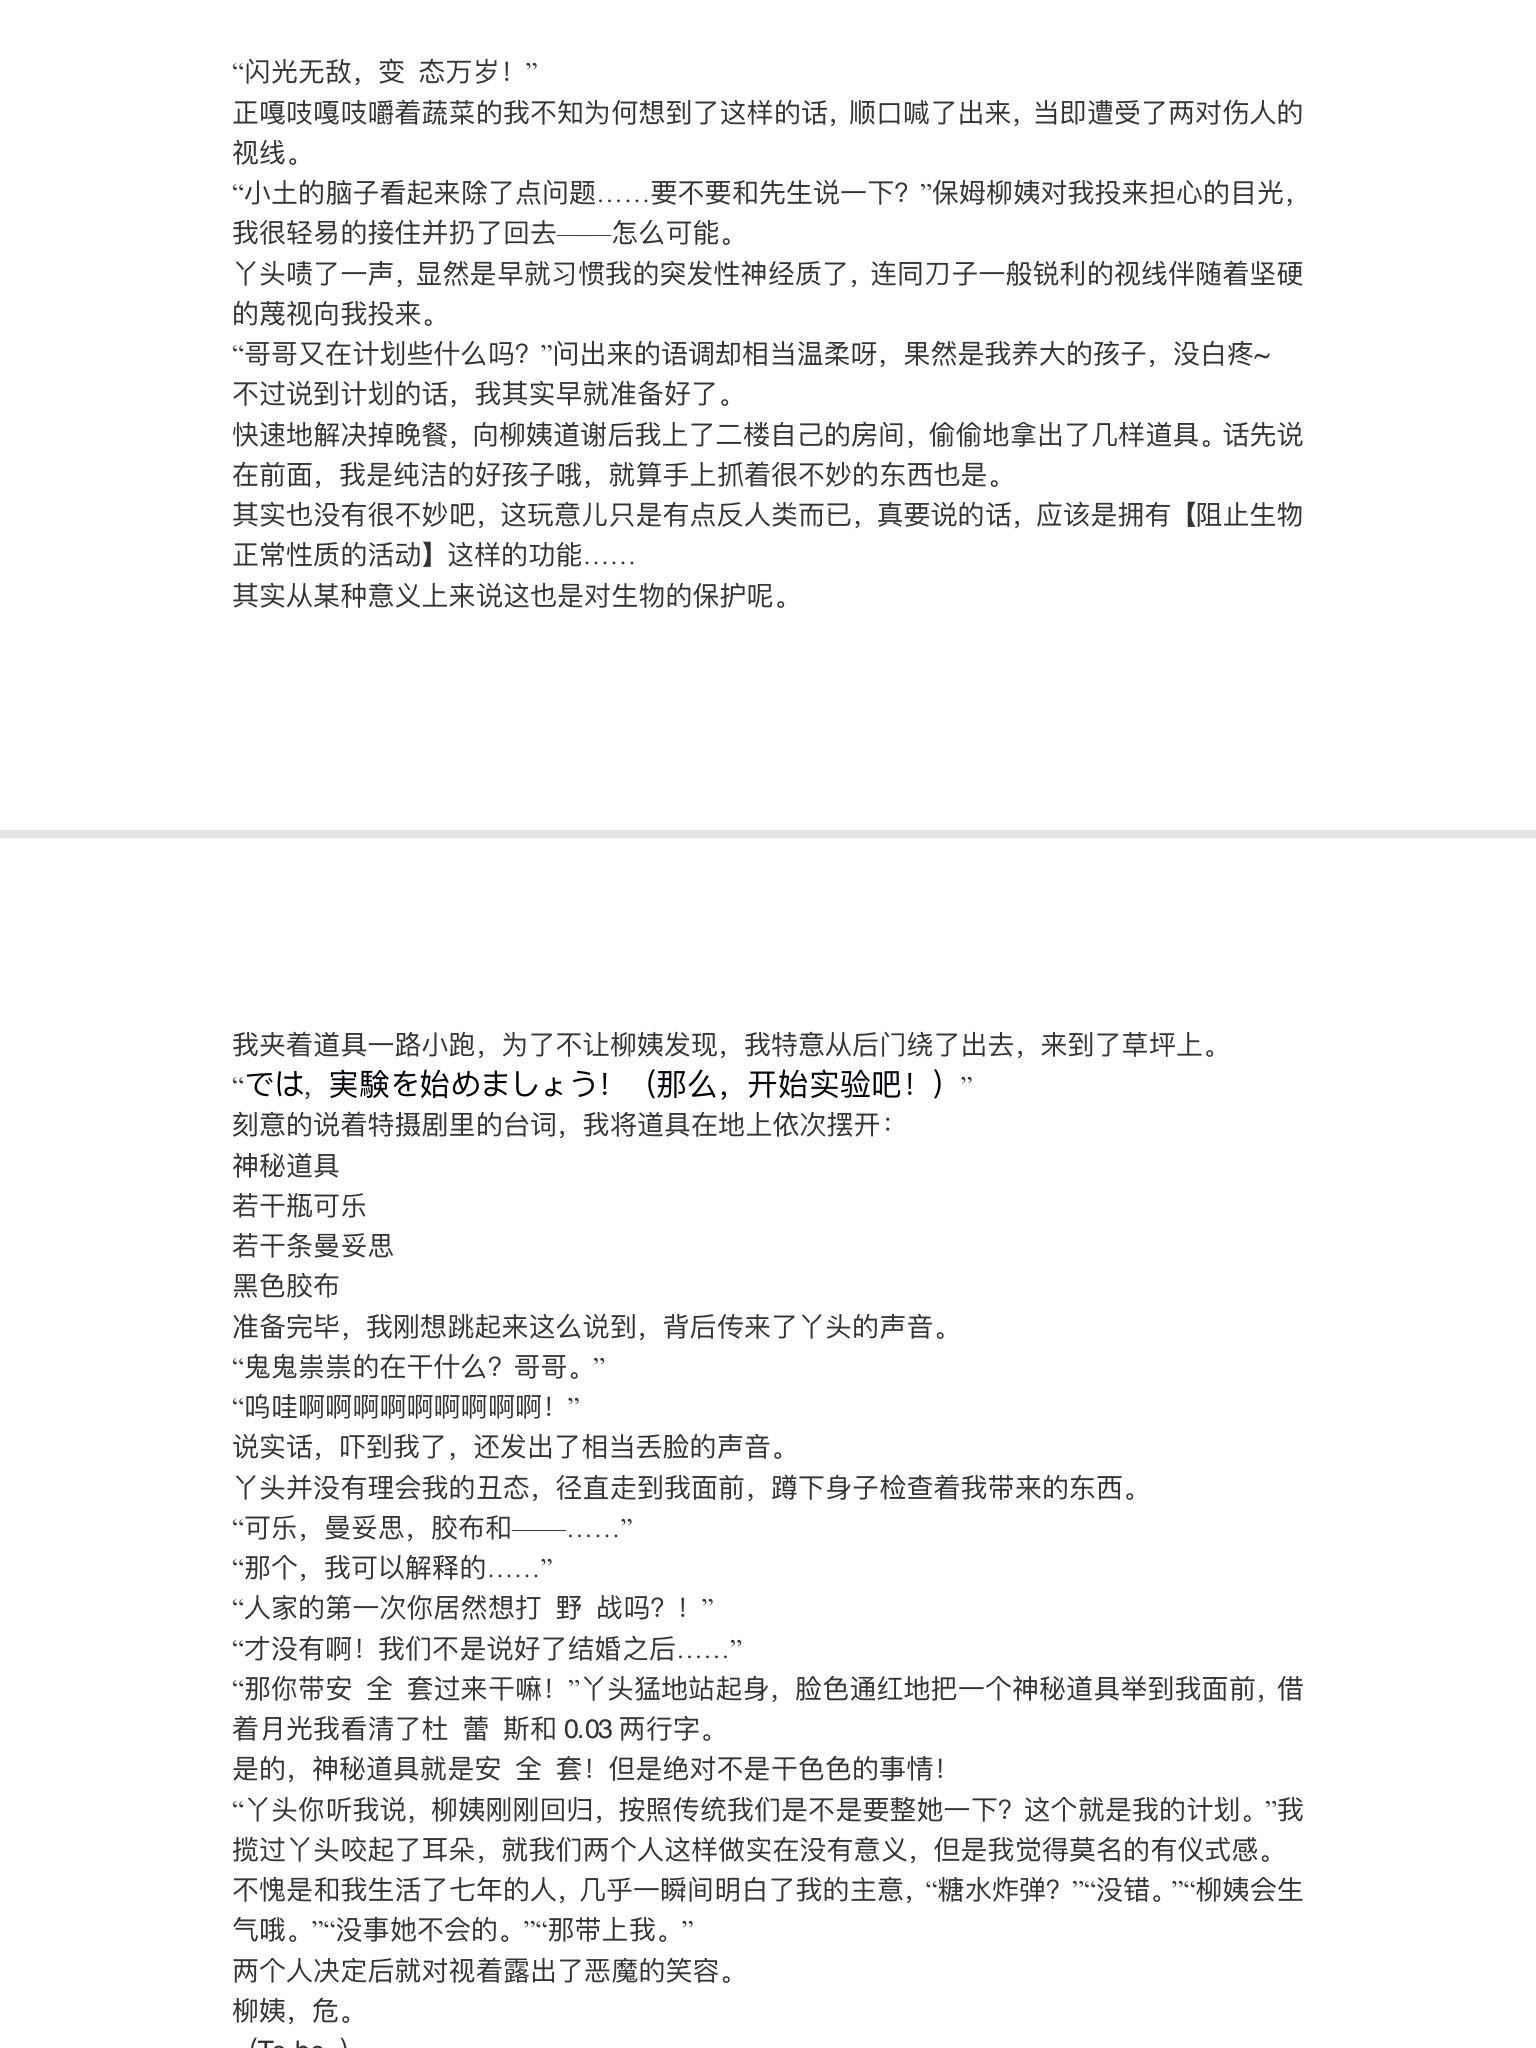 “闪光无敌，变 态万岁！”
正嘎吱嘎吱嚼着蔬菜的我不知为何想到了这样的话，顺口喊了出来，当即遭受了两对伤人的
视线。
“小土的脑子看起来除了点问题……要不要和先生说一下？”保姆柳姨对我投来担心的目光，
我很轻易的接住并扔了回去——怎么可能。
丫头啧了一声，显然是早就习惯我的突发性神经质了，连同刀子一般锐利的视线伴随着坚硬
的蔑视向我投来。
“哥哥又在计划些什么吗？”问出来的语调却相当温柔呀，果然是我养大的孩子，没白疼~
不过说到计划的话，我其实早就准备好了。
快速地解决掉晚餐，向柳姨道谢后我上了二楼自己的房间，偷偷地拿出了几样道具。话先说
在前面，我是纯洁的好孩子哦，就算手上抓着很不妙的东西也是。
其实也没有很不妙吧，这玩意儿只是有点反人类而已，真要说的话，应该是拥有【阻止生物
正常性质的活动】这样的功能……
其实从某种意义上来说这也是对生物的保护呢。
我夹着道具一路小跑，为了不让柳姨发现，我特意从后门绕了出去，来到了草坪上。
“では，実験を始めましょう！（那么，开始实验吧！）”
刻意的说着特摄剧里的台词，我将道具在地上依次摆开：
神秘道具
若干瓶可乐
若干条曼妥思
黑色胶布
准备完毕，我刚想跳起来这么说到，背后传来了丫头的声音。
“鬼鬼祟祟的在干什么？哥哥。”
“呜哇啊啊啊啊啊啊啊啊啊！”
说实话，吓到我了，还发出了相当丢脸的声音。
丫头并没有理会我的丑态，径直走到我面前，蹲下身子检查着我带来的东西。
“可乐，曼妥思，胶布和——……”
“那个，我可以解释的……”
“人家的第一次你居然想打 野 战吗？！”
“才没有啊！我们不是说好了结婚之后……”
“那你带安 全 套过来干嘛！”丫头猛地站起身，脸色通红地把一个神秘道具举到我面前，借
着月光我看清了杜 蕾 斯和 0.03 两行字。
是的，神秘道具就是安 全 套！但是绝对不是干色色的事情！
“丫头你听我说，柳姨刚刚回归，按照传统我们是不是要整她一下？这个就是我的计划。”我
揽过丫头咬起了耳朵，就我们两个人这样做实在没有意义，但是我觉得莫名的有仪式感。
不愧是和我生活了七年的人，几乎一瞬间明白了我的主意，“糖水炸弹？”“没错。”“柳姨会生
气哦。”“没事她不会的。”“那带上我。”
两个人决定后就对视着露出了恶魔的笑容。
柳姨，危。